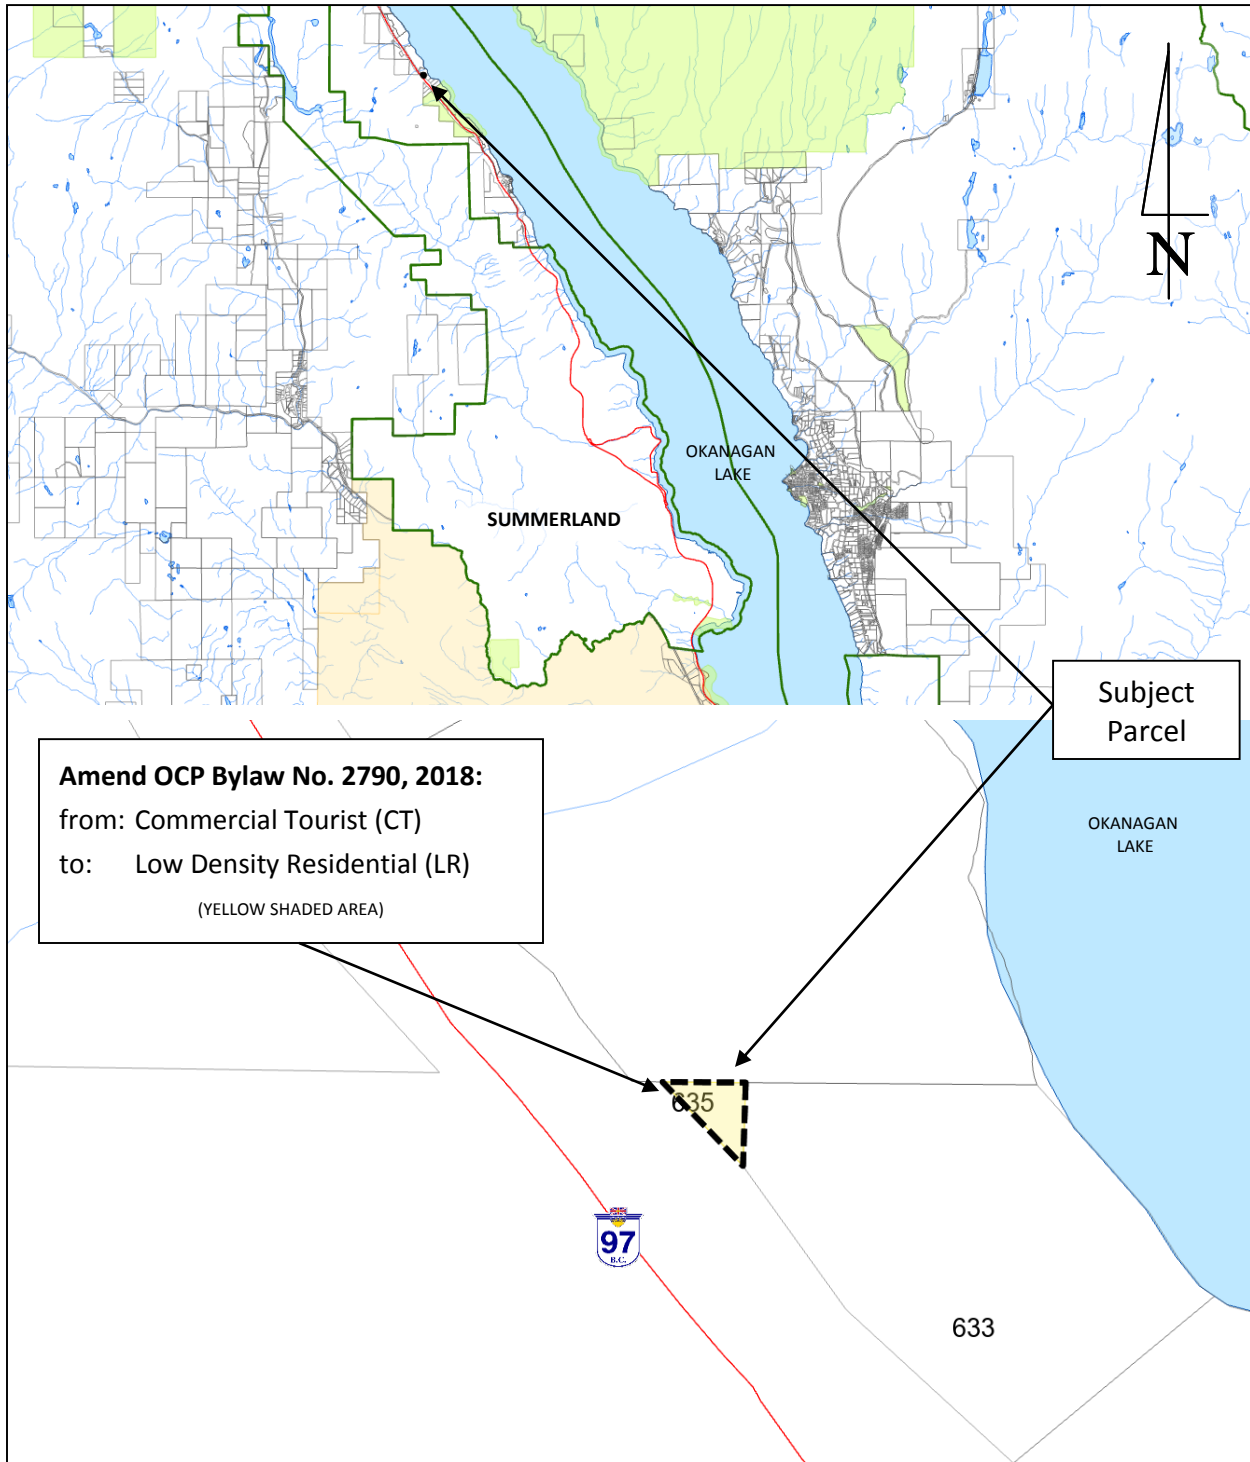 N
OKANAGAN
LAKE
SUMMERLAND
Subject
Parcel
Amend OCP Bylaw No. 2790, 2018:
from: Commercial Tourist (CT)
to: Low Density Residential (LR)
(YELLOW SHADED AREA)
OKANAGAN
LAKE
635
97
B.C.
633